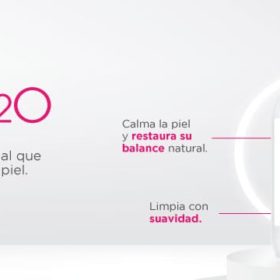 2O
al que
piel.
Calma la piel
y restaura su
balance natural.
Limpia con
suavidad.